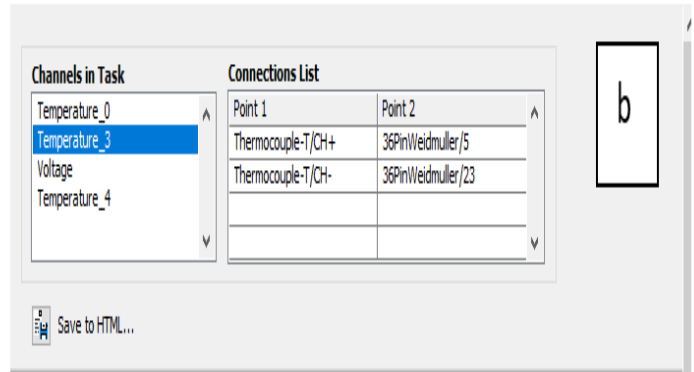 Channels in Task
Temperature_0
Temperature_3
Voltage
Temperature_4
Connections List
Point 1 Point 2
Thermocouple-T/CH+ 36PinWeidmuller/5
Thermocouple-T/CH- 36PinWeidmuller/23
b
Save to HTML...